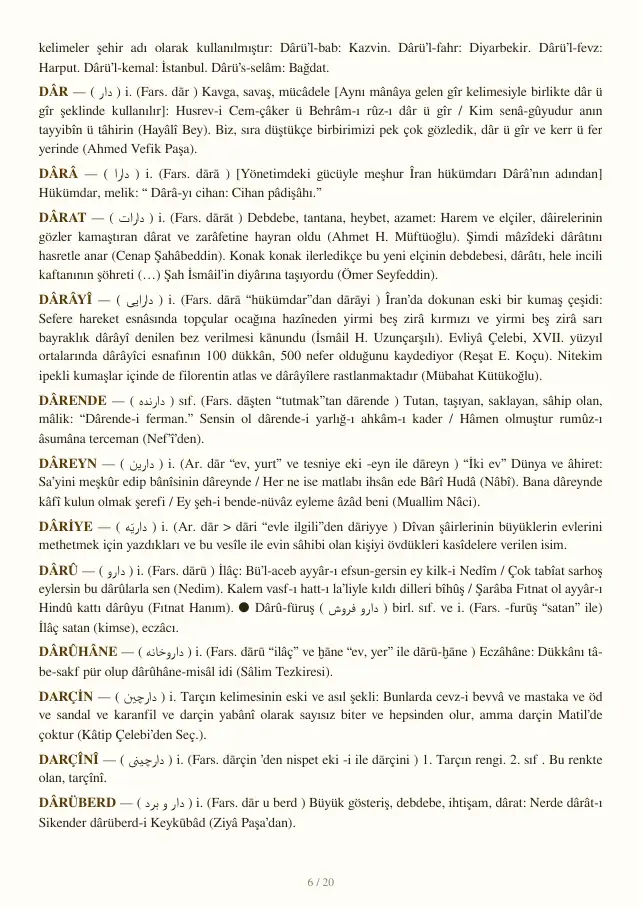 kelimeler şehir adı olarak kullanılmıştır: Dârü’l-bab: Kazvin. Dârü’l-fahr: Diyarbekir. Dârü’l-fevz:
Harput. Dârü’l-kemal: İstanbul. Dârü’s-selâm: Bağdat.
DÂR — ( دار ) i. (Fars. dār ) Kavga, savaş, mücâdele [Aynı mânâya gelen gîr kelimesiyle birlikte dâr ü
gîr şeklinde kullanılır]: Husrev-i Cem-çâker ü Behrâm-ı rûz-ı dâr ü gîr / Kim senâ-gûyudur anın
tayyibîn ü tâhirin (Hayâlî Bey). Biz, sıra düştükçe birbirimizi pek çok gözledik, dâr ü gîr ve kerr ü fer
yerinde (Ahmed Vefik Paşa).
DÂRÂ — ( دارا ) i. (Fars. dārā ) [Yönetimdeki gücüyle meşhur Îran hükümdarı Dârâ’nın adından]
Hükümdar, melik: “ Dârâ-yı cihan: Cihan pâdişâhı.”
DÂRAT — ( دارات ) i. (Fars. dārāt ) Debdebe, tantana, heybet, azamet: Harem ve elçiler, dâirelerinin
gözler kamaştıran dârat ve zarâfetine hayran oldu (Ahmet H. Müftüoğlu). Şimdi mâzîdeki dârâtını
hasretle anar (Cenap Şahâbeddin). Konak konak ilerledikçe bu yeni elçinin debdebesi, dârâtı, hele incili
kaftanının şöhreti (…) Şah İsmâil’in diyârına taşıyordu (Ömer Seyfeddin).
DÂRÂYÎ — ( دارایی ) i. (Fars. dārā “hükümdar”dan dārāyі ) Îran’da dokunan eski bir kumaş çeşidi:
Sefere hareket esnâsında topçular ocağına hazîneden yirmi beş zirâ kırmızı ve yirmi beş zirâ sarı
bayraklık dârâyî denilen bez verilmesi kānundu (İsmâil H. Uzunçarşılı). Evliyâ Çelebi, XVII. yüzyıl
ortalarında dârâyîci esnafının 100 dükkân, 500 nefer olduğunu kaydediyor (Reşat E. Koçu). Nitekim
ipekli kumaşlar içinde de filorentin atlas ve dârâyîlere rastlanmaktadır (Mübahat Kütükoğlu).
DÂRENDE — ( دارنده ) sıf. (Fars. dāşten “tutmak”tan dārende ) Tutan, taşıyan, saklayan, sâhip olan,
mâlik: “Dârende-i ferman.” Sensin ol dârende-i yarlığ-ı ahkâm-ı kader / Hâmen olmuştur rumûz-ı
âsumâna terceman (Nef’î’den).
DÂREYN — ( دارین ) i. (Ar. dār “ev, yurt” ve tesniye eki -eyn ile dāreyn ) “İki ev” Dünya ve âhiret:
Sa’yini meşkûr edip bânîsinin dâreynde / Her ne ise matlabı ihsân ede Bârî Hudâ (Nâbî). Bana dâreynde
kâfî kulun olmak şerefi / Ey şeh-i bende-nüvâz eyleme âzâd beni (Muallim Nâci).
DÂRİYE — ( داریّه ) i. (Ar. dār > dāri “evle ilgili”den dāriyye ) Dîvan şâirlerinin büyüklerin evlerini
methetmek için yazdıkları ve bu vesîle ile evin sâhibi olan kişiyi övdükleri kasîdelere verilen isim.
DÂRÛ — ( دارو ) i. (Fars. dārū ) İlâç: Bü’l-aceb ayyâr-ı efsun-gersin ey kilk-i Nedîm / Çok tabîat sarhoş
eylersin bu dârûlarla sen (Nedim). Kalem vasf-ı hatt-ı la’liyle kıldı dilleri bîhûş / Şarâba Fıtnat ol ayyâr-ı
Hindû kattı dârûyu (Fıtnat Hanım). ● Dârû-füruş ( دارو فروش ) birl. sıf. ve i. (Fars. -furūş “satan” ile)
İlâç satan (kimse), eczâcı.
DÂRÛHÂNE — ( داروخانه ) i. (Fars. dārū “ilâç” ve ḫāne “ev, yer” ile dārū-ḫāne ) Eczâhâne: Dükkânı tâ-
be-sakf pür olup dârûhâne-misâl idi (Sâlim Tezkiresi).
DARÇİN — ( دارچین ) i. Tarçın kelimesinin eski ve asıl şekli: Bunlarda cevz-i bevvâ ve mastaka ve öd
ve sandal ve karanfil ve darçin yabânî olarak sayısız biter ve hepsinden olur, amma darçin Matil’de
çoktur (Kâtip Çelebi’den Seç.).
DARÇÎNÎ — ( دارچینی ) i. (Fars. dārçin ’den nispet eki -i ile dārçini ) 1. Tarçın rengi. 2. sıf . Bu renkte
olan, tarçînî.
DÂRÜBERD — ( دار و برد ) i. (Fars. dār u berd ) Büyük gösteriş, debdebe, ihtişam, dârat: Nerde dârât-ı
Sikender dârüberd-i Keykūbâd (Ziyâ Paşa’dan).
6 / 20